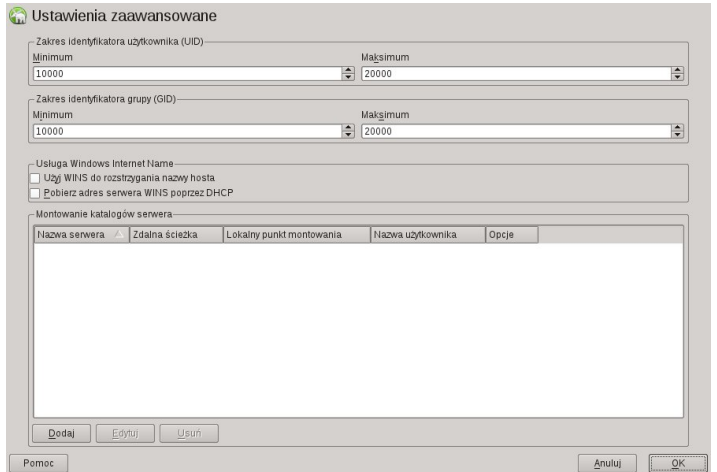 Ustawienia zaawansowane
Zakres identyfikatora użytkownika (UID)
Minimum Maksimum
10000 20000
Zakres identyfikatora grupy (GID)
Minimum Maksimum
10000 20000
Usługa Windows Internet Name
Użyj WINS do rozstrzygania nazwy hosta
Pobierz adres serwera WINS poprzez DHCP
Montowanie katalogów serwera
Nazwa serwera Zdalna ścieżka Lokalny punkt montowania Nazwa użytkownika Opcje
Dodaj Edytuj Usuń
Pomoc Anuluj OK